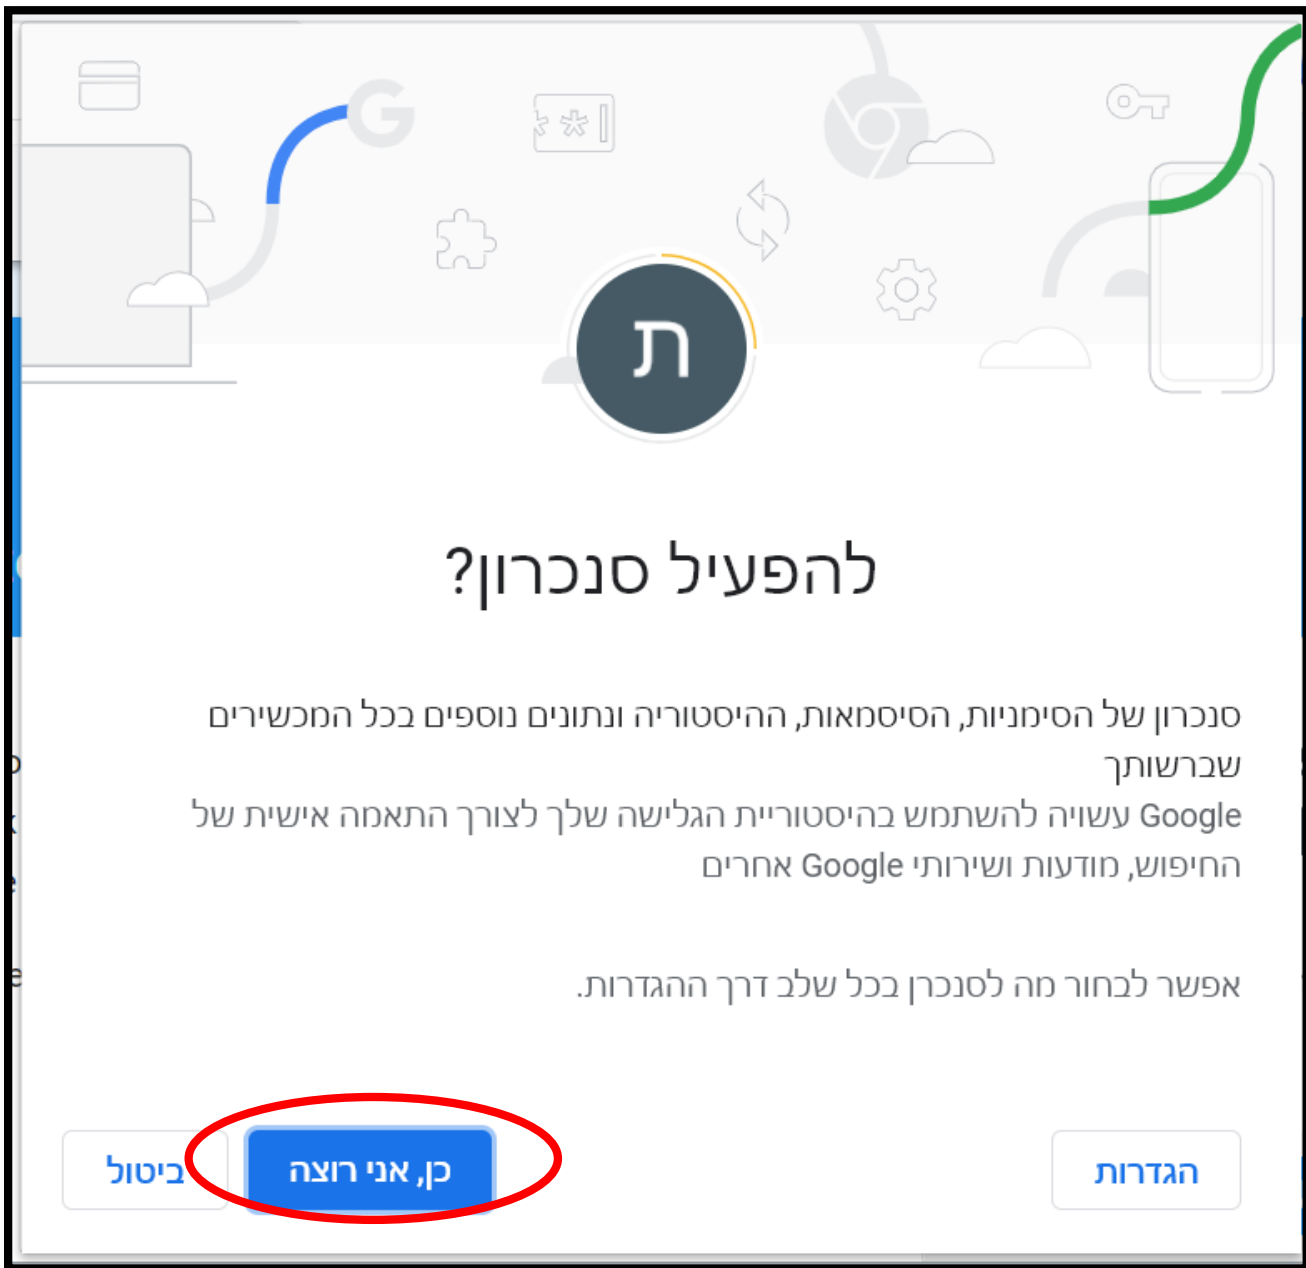 ת
להפעיל סנכרון?
סנכרון של הסימניות, הסיסמאות, ההיסטוריה ונתונים נוספים בכל המכשירים
שברשותך
Google עשויה להשתמש בהיסטוריית הגלישה שלך לצורך התאמה אישית של
החיפוש, מודעות ושירותי Google אחרים
אפשר לבחור מה לסנכרן בכל שלב דרך ההגדרות.
הגדרות
כן, אני רוצה
ביטול